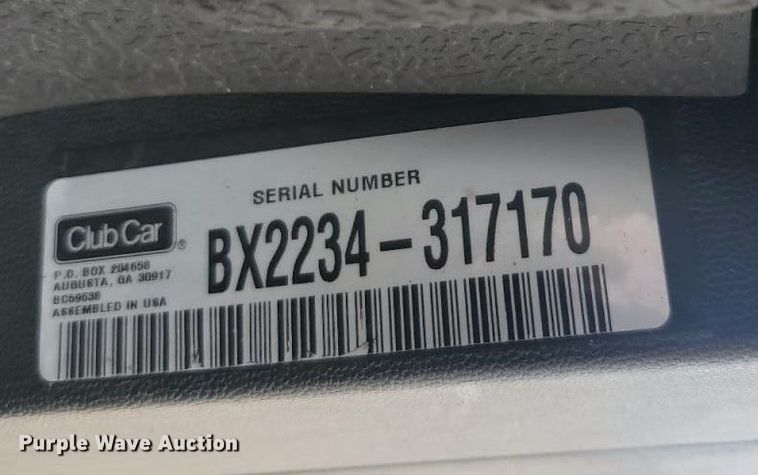 SERIAL NUMBER
Club Car ®
BX2234-317170
P.O. BOX 204658
AUGUSTA, GA 30917
BC59638
ASSEMBLED IN USA
Purple Wave Auction